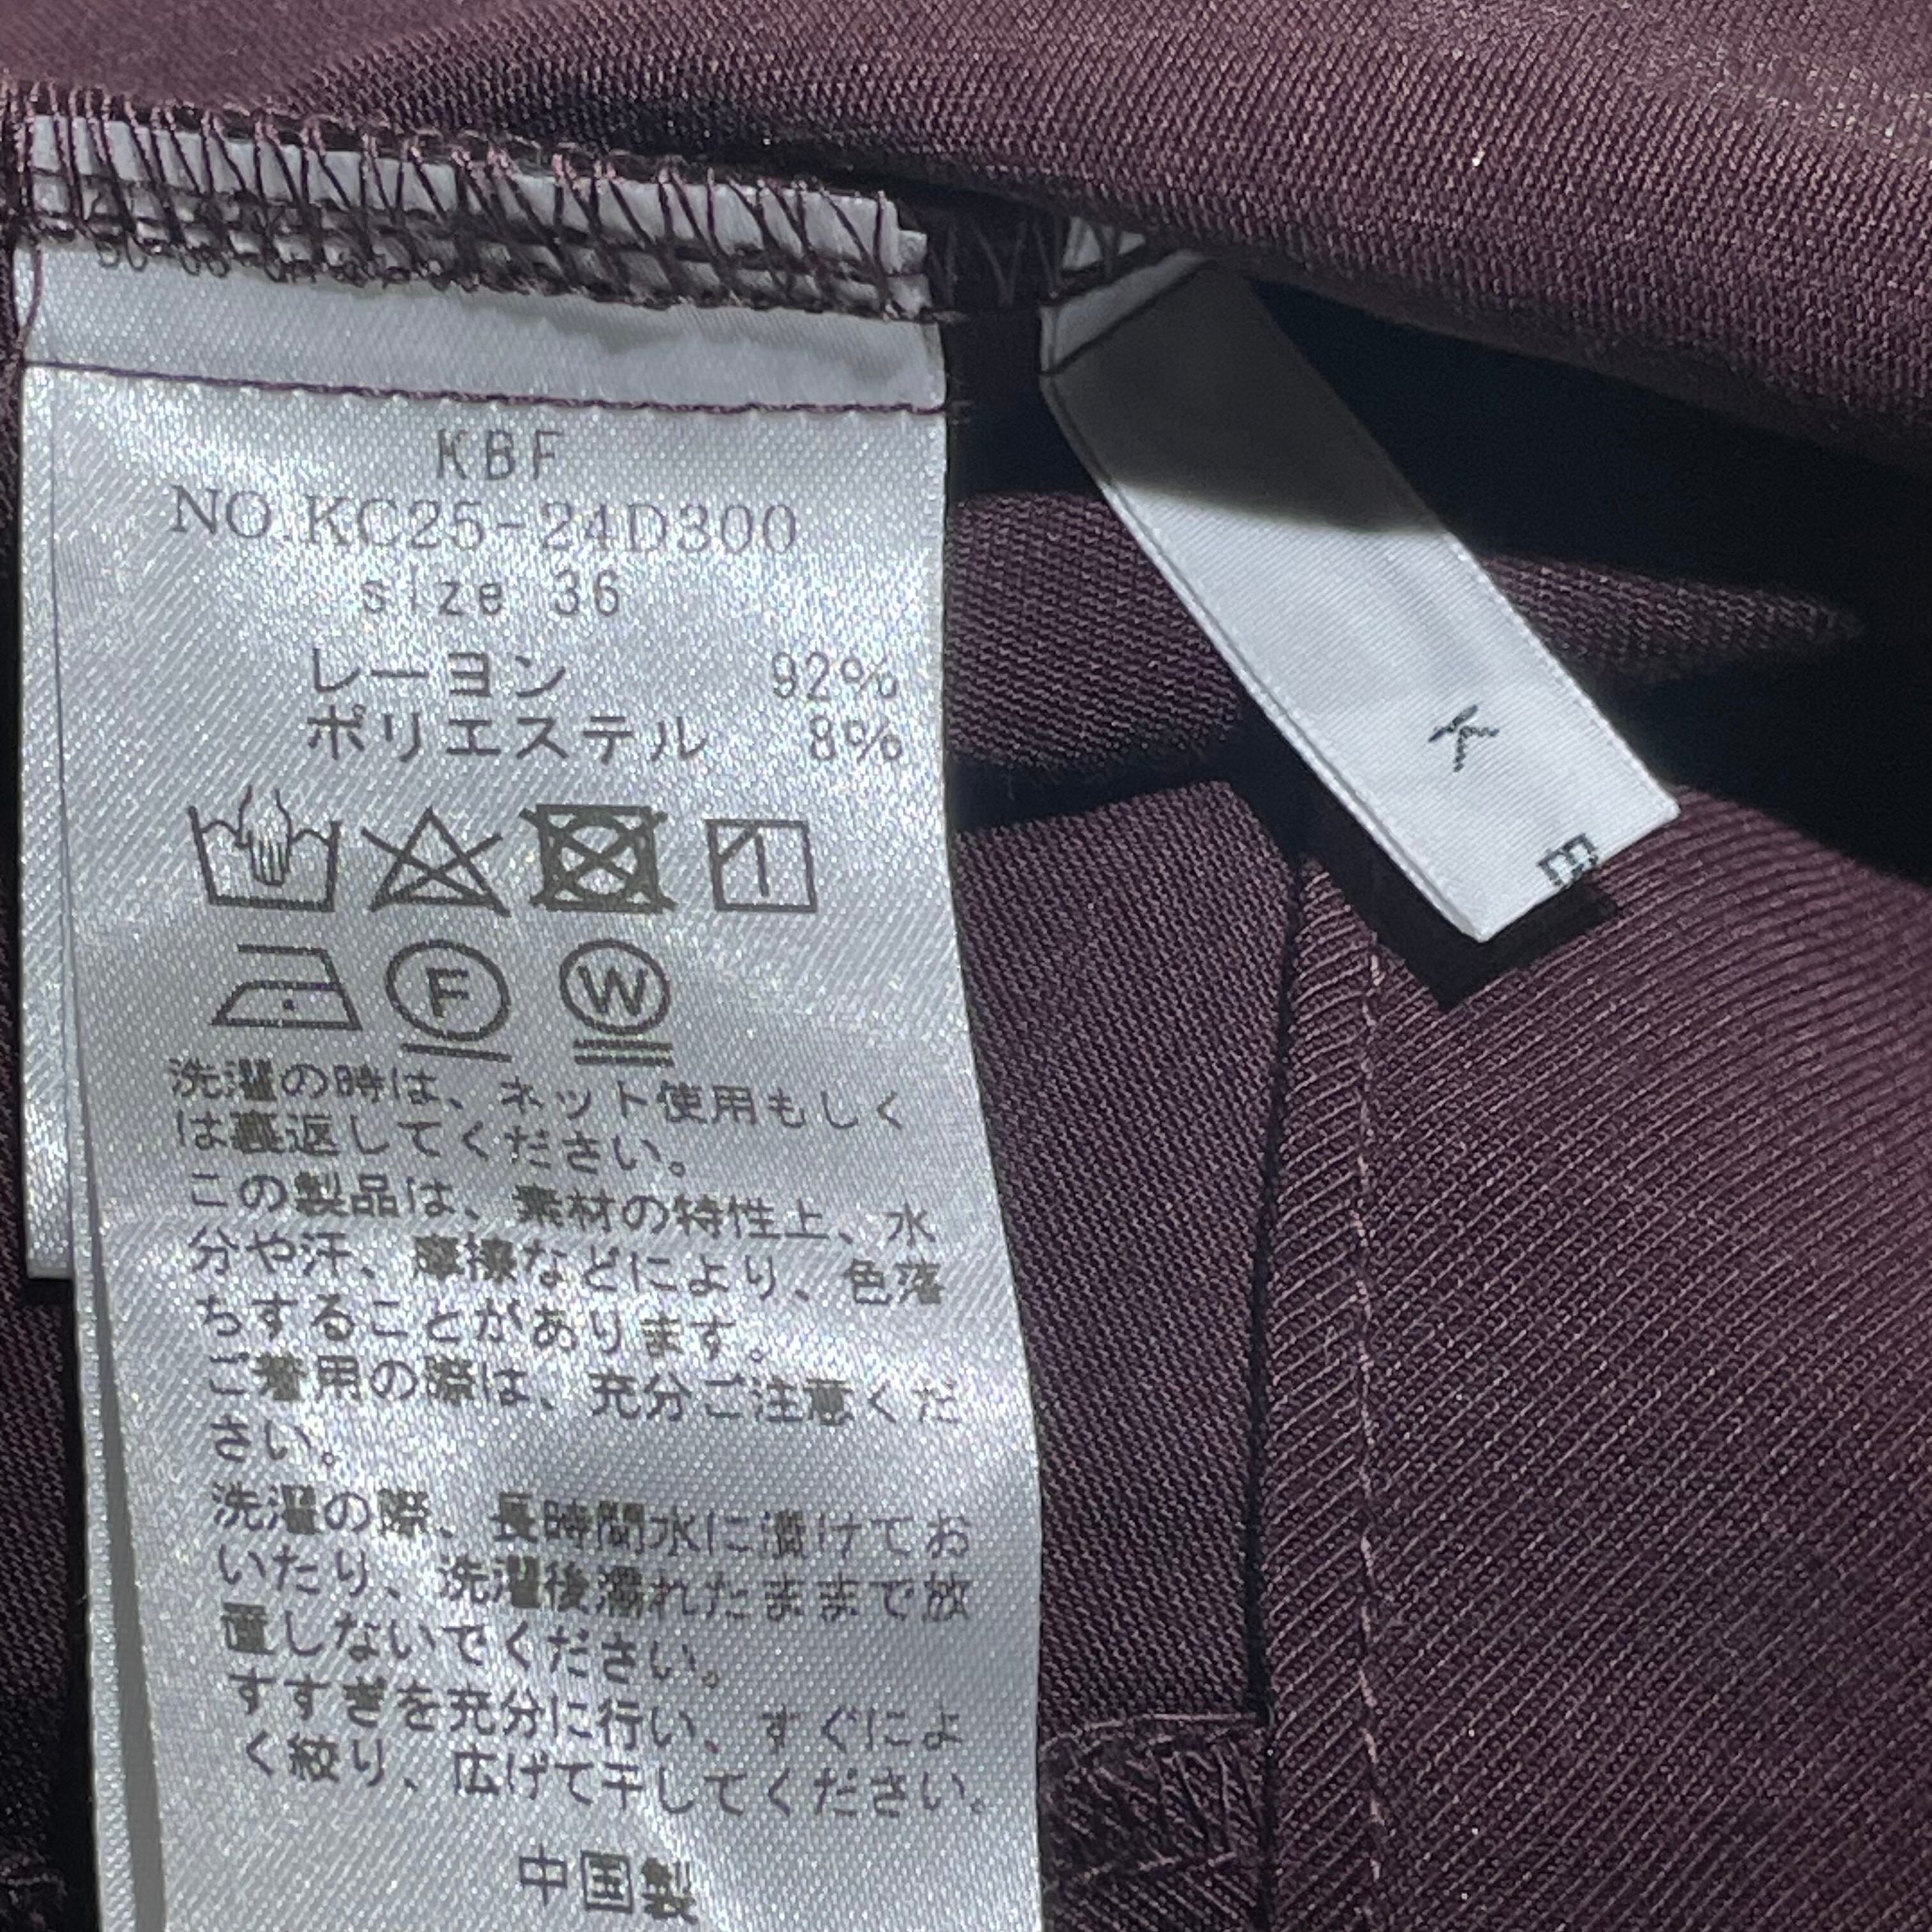 KBF
NO.KC25-24D300
size 36
レーヨン 92%
ポリエステル 8%
F W
洗濯の時は、ネット使用もしく
は裏返してください。
この製品は、素材の特性上、水
分や汗、摩擦などにより、色落
ちすることがあります。
ご着用の際は、充分ご注意くだ
さい。
洗濯の際、長時間水に漬けてお
いたり、洗濯後濡れたままで放
置しないでください。
すすぎを充分に行い、すぐによ
く絞り、広げて干してください。
中国製
K
B